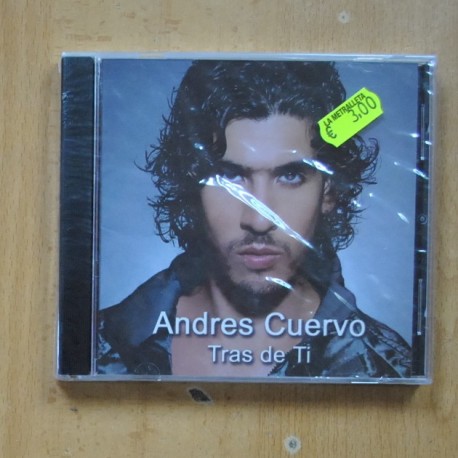 LA METRALLETA
€ 3,00
Andres Cuervo
Tras de Ti